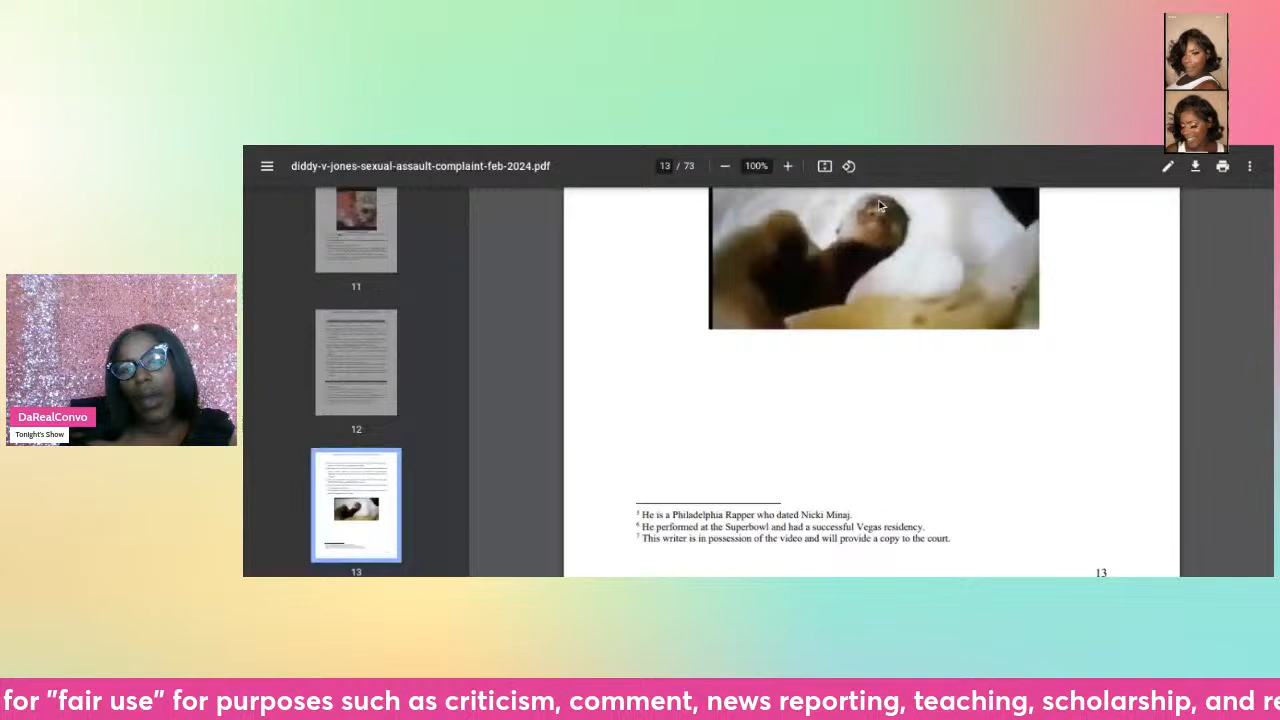 diddy-v-jones-sexual-assault-complaint-feb-2024.pdf
13 / 73
100%
11
12
13
DaRealConvo
Tonight's Show
5 He is a Philadelphia Rapper who dated Nicki Minaj.
6 He performed at the Superbowl and had a successful Vegas residency.
7 This writer is in possession of the video and will provide a copy to the court.
13
for "fair use" for purposes such as criticism, comment, news reporting, teaching, scholarship, and re